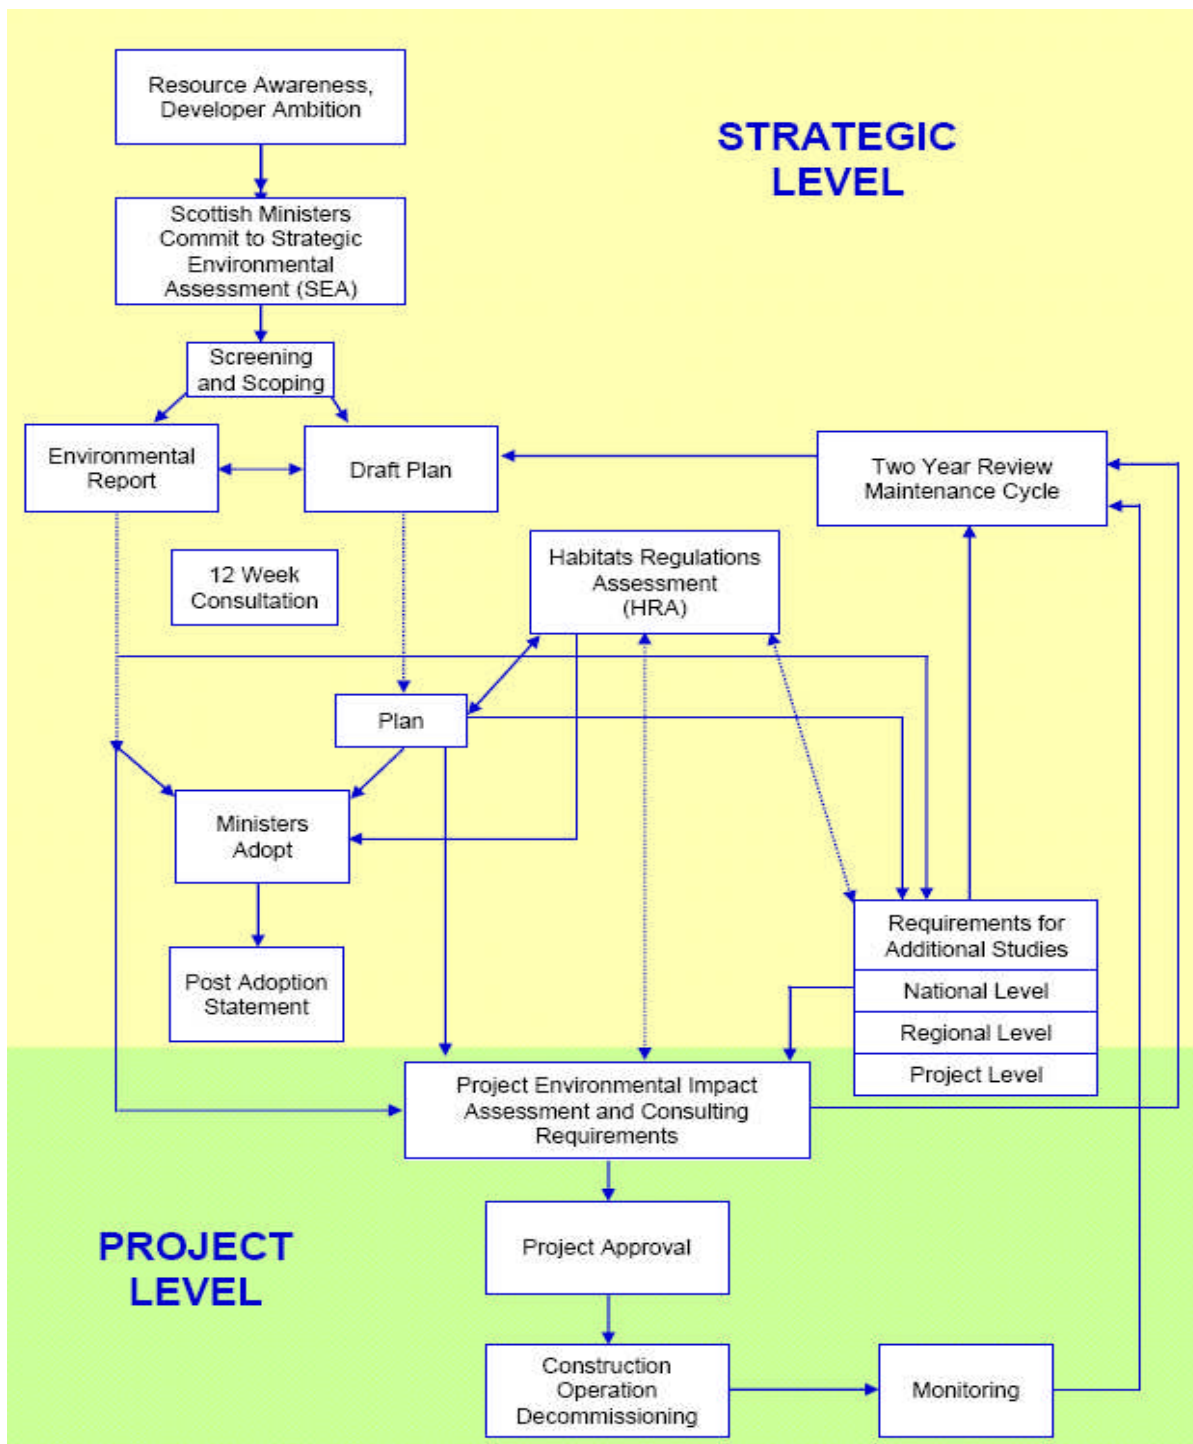 Resource Awareness,
Developer Ambition
STRATEGIC
LEVEL
Scottish Ministers
Commit to Strategic
Environmental
Assessment (SEA)
Screening
and Scoping
Environmental
Report
Draft Plan
Two Year Review
Maintenance Cycle
12 Week
Consultation
Habitats Regulations
Assessment
(HRA)
Plan
Ministers
Adopt
Post Adoption
Statement
Requirements for
Additional Studies
National Level
Regional Level
Project Level
Project Environmental Impact
Assessment and Consulting
Requirements
PROJECT
LEVEL
Project Approval
Construction
Operation
Decommissioning
Monitoring